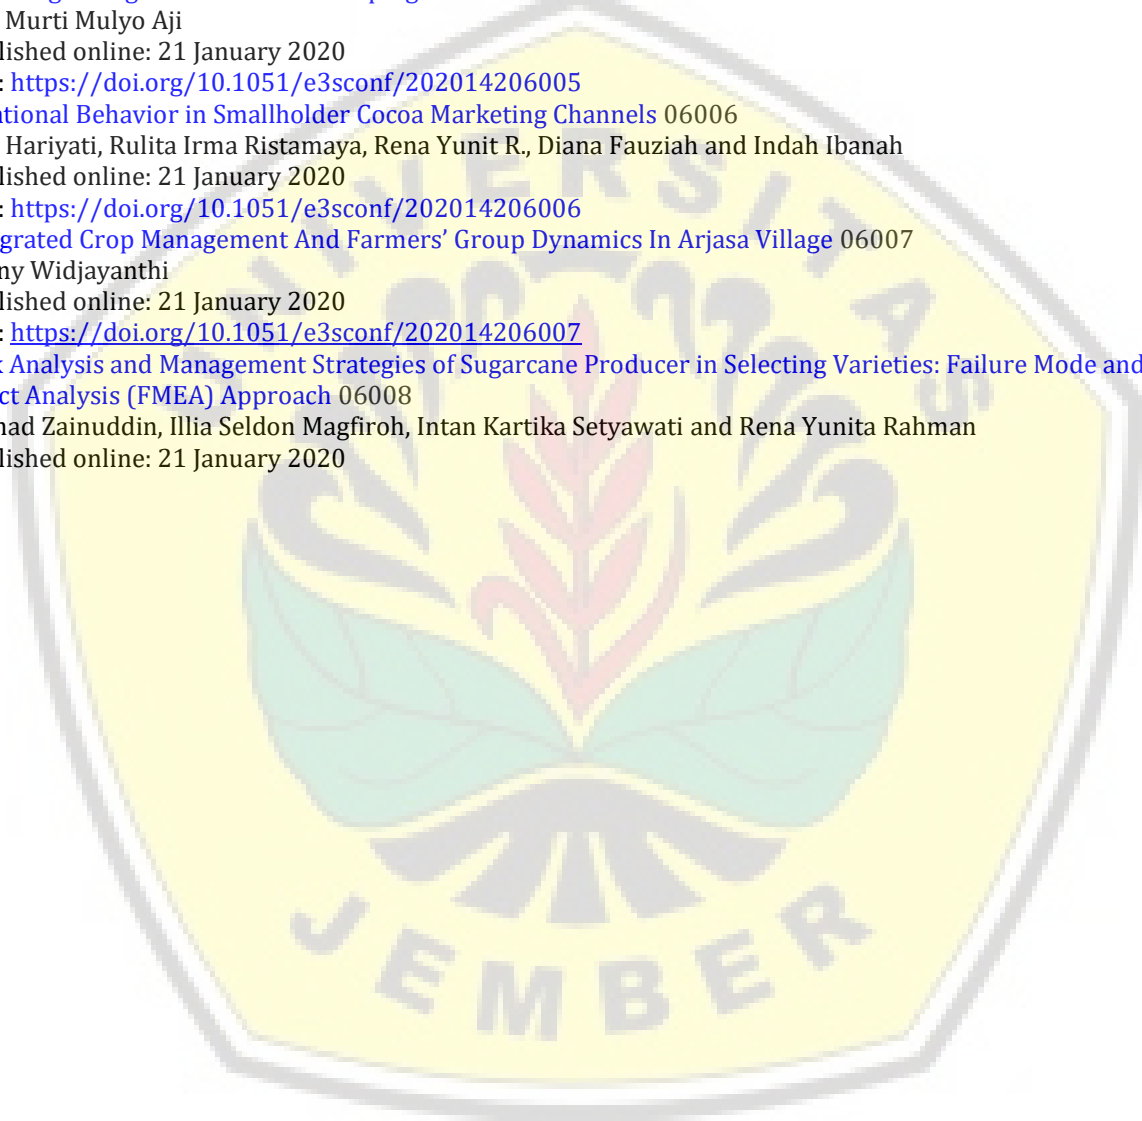 Murti Mulyo Aji
lished online: 21 January 2020
: https://doi.org/10.1051/e3sconf/202014206005
ational Behavior in Smallholder Cocoa Marketing Channels 06006
Hariyati, Rulita Irma Ristamaya, Rena Yunit R., Diana Fauziah and Indah Ibanah
lished online: 21 January 2020
: https://doi.org/10.1051/e3sconf/202014206006
grated Crop Management And Farmers’ Group Dynamics In Arjasa Village 06007
ny Widjayanthi
lished online: 21 January 2020
: https://doi.org/10.1051/e3sconf/202014206007
k Analysis and Management Strategies of Sugarcane Producer in Selecting Varieties: Failure Mode and
ct Analysis (FMEA) Approach 06008
mad Zainuddin, Illia Seldon Magfiroh, Intan Kartika Setyawati and Rena Yunita Rahman
lished online: 21 January 2020
UNIVERSITAS
JEMBER